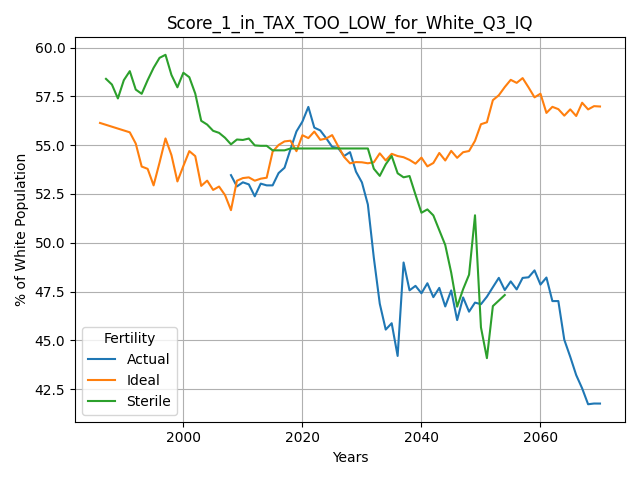 Score_1_in_TAX_TOO_LOW_for_White_Q3_IQ
% of White Population
60.0
57.5
55.0
52.5
50.0
47.5
45.0
42.5
Fertility
Actual
Ideal
Sterile
2000
2020
2040
2060
Years